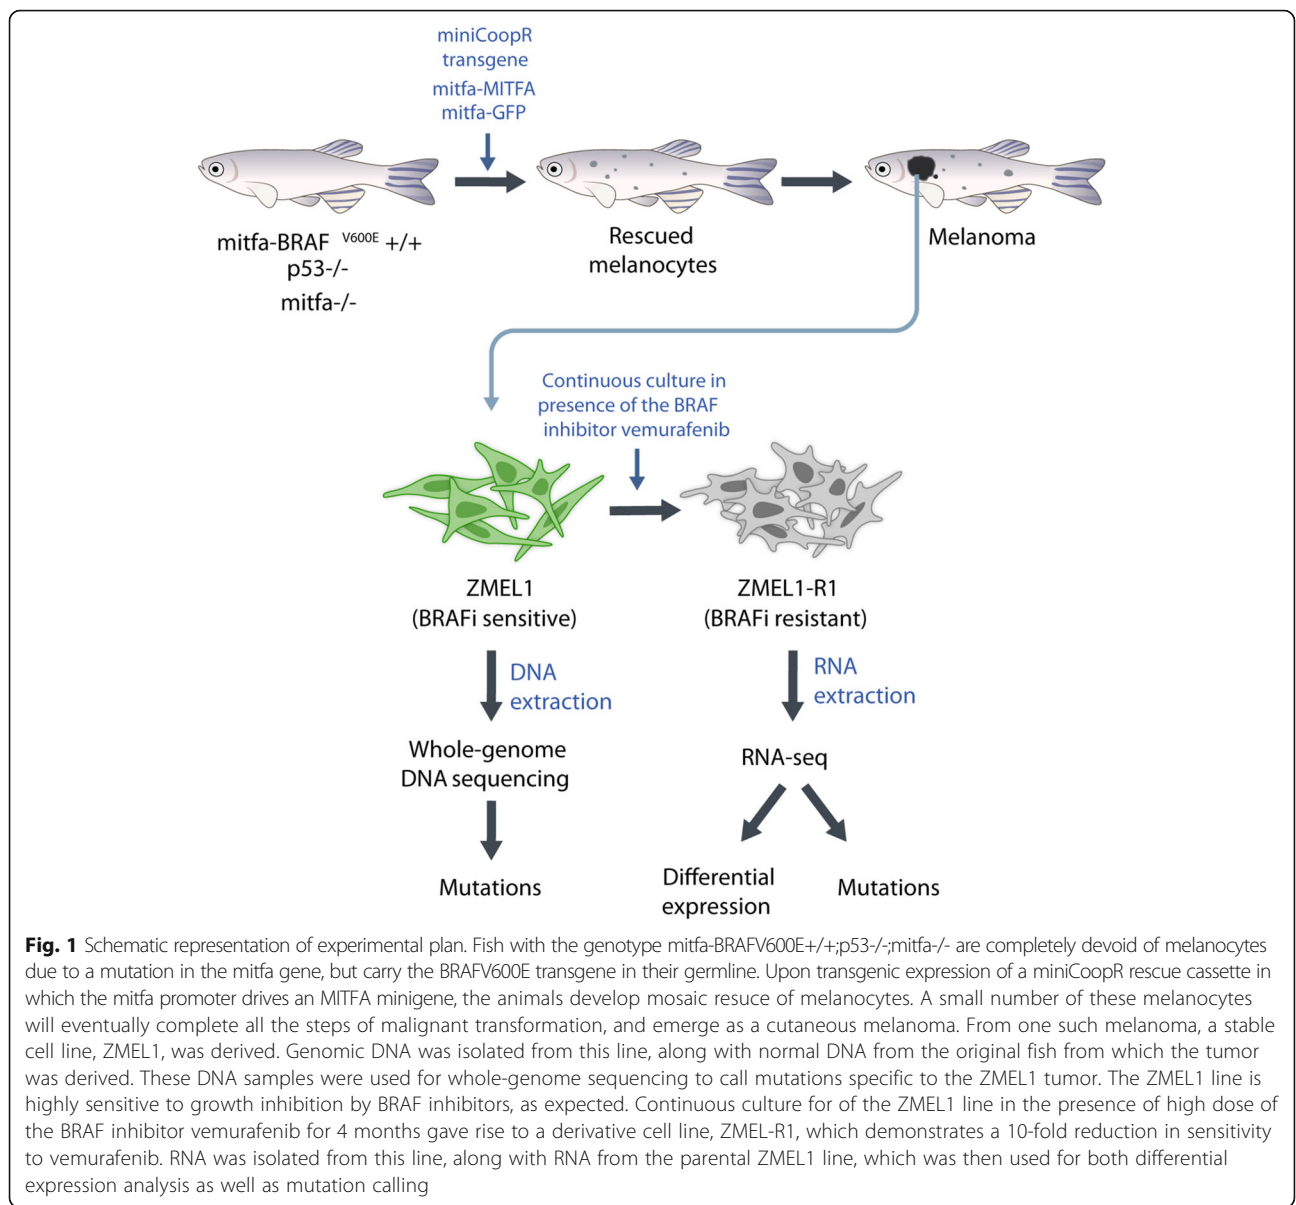 miniCoopR
transgene
mitfa-MITFA
mitfa-GFP
mitfa-BRAF V600E +/+
p53-/-
mitfa-/-
Rescued
melanocytes
Melanoma
Continuous culture in
presence of the BRAF
inhibitor vemurafenib
ZMEL1
(BRAFi sensitive)
ZMEL1-R1
(BRAFi resistant)
DNA
extraction
RNA
extraction
Whole-genome
DNA sequencing
RNA-seq
Mutations
Differential
expression
Mutations
Fig. 1 Schematic representation of experimental plan. Fish with the genotype mitfa-BRAFV600E+/+;p53-/-;mitfa-/- are completely devoid of melanocytes
due to a mutation in the mitfa gene, but carry the BRAFV600E transgene in their germline. Upon transgenic expression of a miniCoopR rescue cassette in
which the mitfa promoter drives an MITFA minigene, the animals develop mosaic resuce of melanocytes. A small number of these melanocytes
will eventually complete all the steps of malignant transformation, and emerge as a cutaneous melanoma. From one such melanoma, a stable
cell line, ZMEL1, was derived. Genomic DNA was isolated from this line, along with normal DNA from the original fish from which the tumor
was derived. These DNA samples were used for whole-genome sequencing to call mutations specific to the ZMEL1 tumor. The ZMEL1 line is
highly sensitive to growth inhibition by BRAF inhibitors, as expected. Continuous culture for of the ZMEL1 line in the presence of high dose of
the BRAF inhibitor vemurafenib for 4 months gave rise to a derivative cell line, ZMEL-R1, which demonstrates a 10-fold reduction in sensitivity
to vemurafenib. RNA was isolated from this line, along with RNA from the parental ZMEL1 line, which was then used for both differential
expression analysis as well as mutation calling